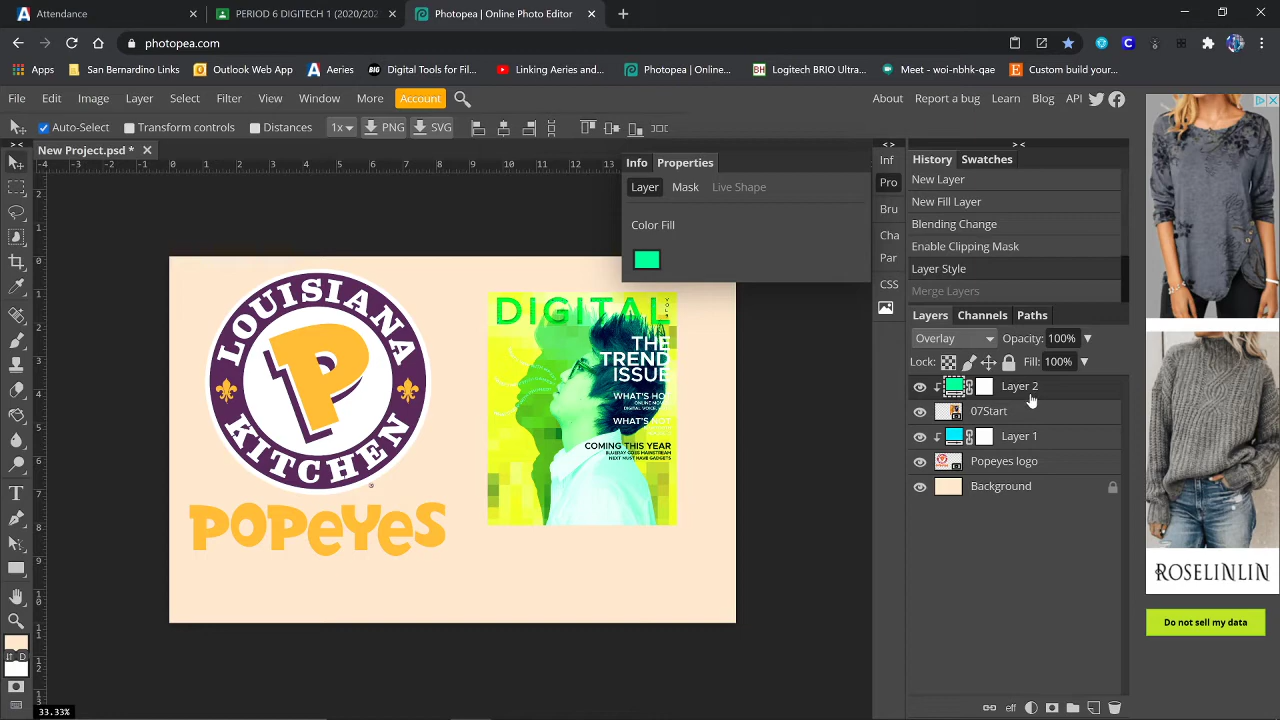 Attendance
PERIOD 6 DIGITECH 1 (2020/202
Photopea | Online Photo Editor
photopea.com
Apps
San Bernardino Links
Outlook Web App
Aeries
Digital Tools for Fil...
Linking Aeries and...
Photopea | Online...
Logitech BRIO Ultra...
Meet - woi-nbhk-qae
Custom build your...
File Edit Image Layer Select Filter View Window More Account
About Report a bug Learn Blog API
Auto-Select Transform controls Distances 1x PNG SVG
New Project.psd *
Inf
Pro
Bru
Cha
Par
CSS
Info Properties
Layer Mask Live Shape
Color Fill
History Swatches
New Layer
New Fill Layer
Blending Change
Enable Clipping Mask
Layer Style
Merge Layers
Layers Channels Paths
Overlay Opacity: 100%
Lock: Fill: 100%
Layer 2
07Start
Layer 1
Popeyes logo
Background
LOUISIANA
P
KITCHEN
POPEYES
DIGITAL
THE
TREND
ISSUE
WHAT'S HOT
WHAT'S NOT
COMING THIS YEAR
ROSELINLIN
Do not sell my data
33.33%